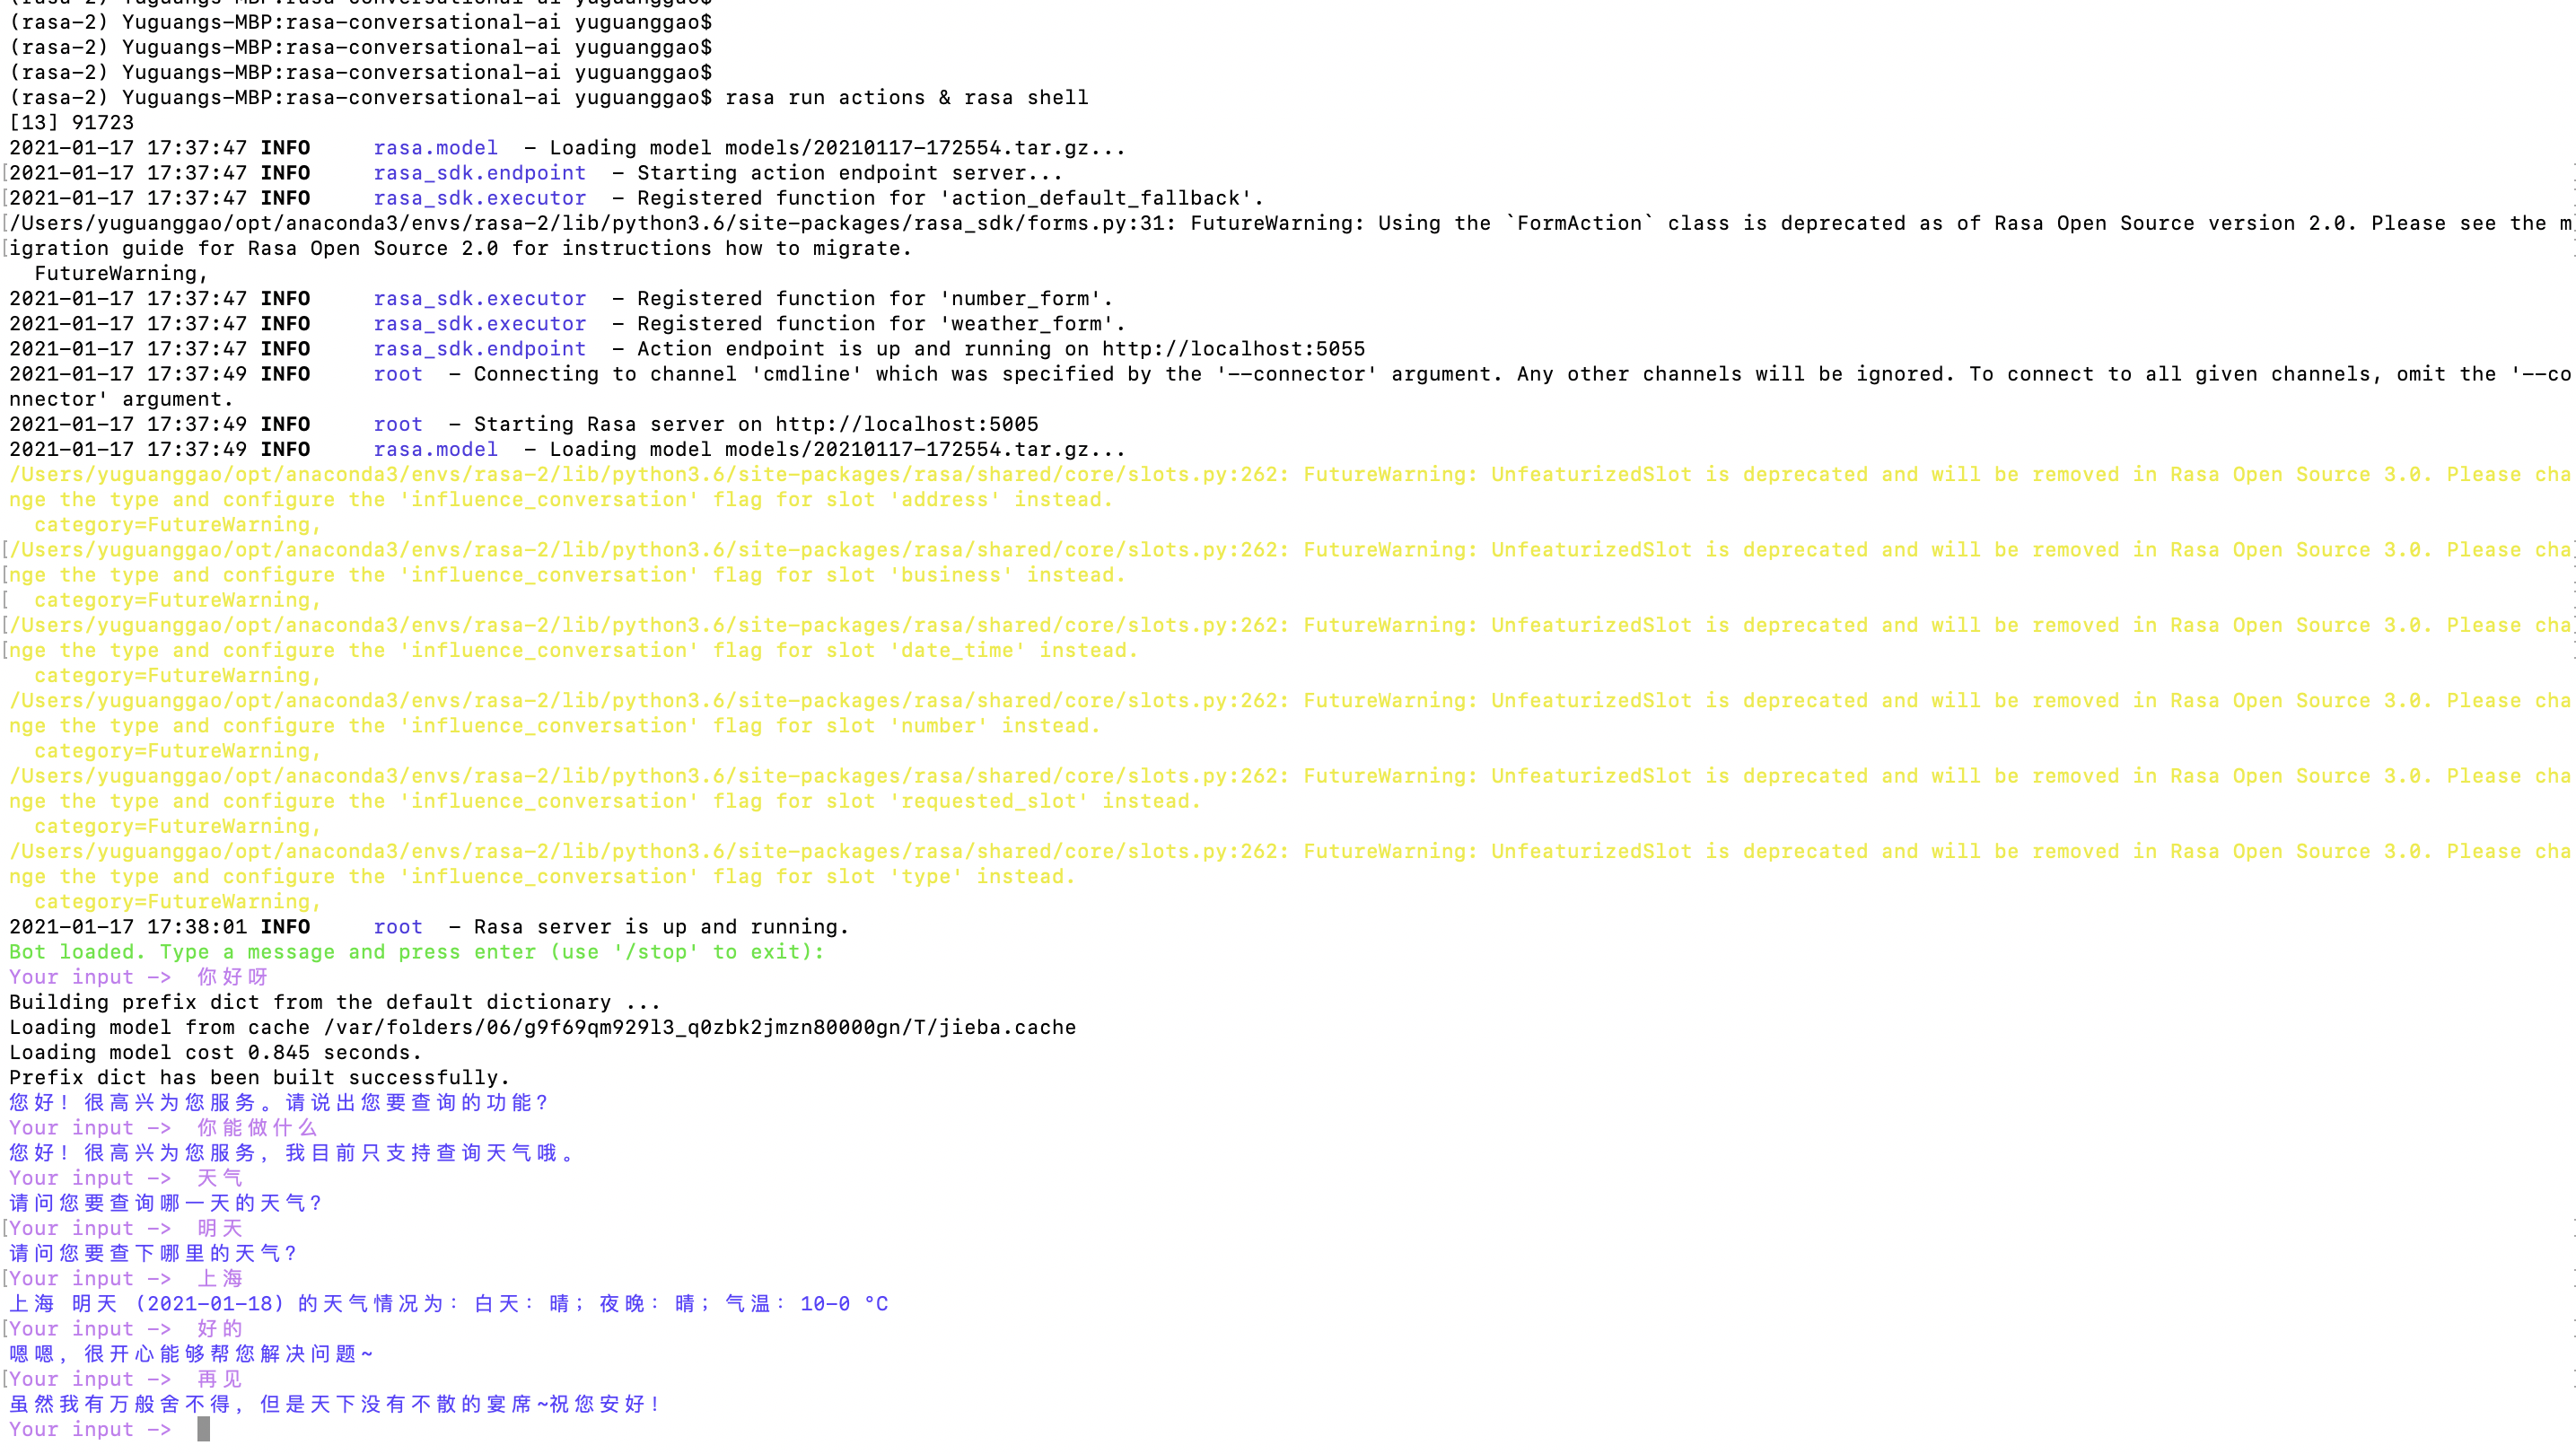 (rasa-2) Yuguangs-MBP:rasa-conversational-ai yuguanggao$
(rasa-2) Yuguangs-MBP:rasa-conversational-ai yuguanggao$
(rasa-2) Yuguangs-MBP:rasa-conversational-ai yuguanggao$
(rasa-2) Yuguangs-MBP:rasa-conversational-ai yuguanggao$
(rasa-2) Yuguangs-MBP:rasa-conversational-ai yuguanggao$ rasa run actions & rasa shell
[13] 91723
2021-01-17 17:37:47 INFO     rasa.model  - Loading model models/20210117-172554.tar.gz...
[2021-01-17 17:37:47 INFO     rasa_sdk.endpoint  - Starting action endpoint server...
[2021-01-17 17:37:47 INFO     rasa_sdk.executor  - Registered function for 'action_default_fallback'.
[/Users/yuguanggao/opt/anaconda3/envs/rasa-2/lib/python3.6/site-packages/rasa_sdk/forms.py:31: FutureWarning: Using the `FormAction` class is deprecated as of Rasa Open Source version 2.0. Please see the m
[igration guide for Rasa Open Source 2.0 for instructions how to migrate.
  FutureWarning,
2021-01-17 17:37:47 INFO     rasa_sdk.executor  - Registered function for 'number_form'.
2021-01-17 17:37:47 INFO     rasa_sdk.executor  - Registered function for 'weather_form'.
2021-01-17 17:37:47 INFO     rasa_sdk.endpoint  - Action endpoint is up and running on http://localhost:5055
2021-01-17 17:37:49 INFO     root  - Connecting to channel 'cmdline' which was specified by the '--connector' argument. Any other channels will be ignored. To connect to all given channels, omit the '--co
nnector' argument.
2021-01-17 17:37:49 INFO     root  - Starting Rasa server on http://localhost:5005
2021-01-17 17:37:49 INFO     rasa.model  - Loading model models/20210117-172554.tar.gz...
/Users/yuguanggao/opt/anaconda3/envs/rasa-2/lib/python3.6/site-packages/rasa/shared/core/slots.py:262: FutureWarning: UnfeaturizedSlot is deprecated and will be removed in Rasa Open Source 3.0. Please cha
nge the type and configure the 'influence_conversation' flag for slot 'address' instead.
  category=FutureWarning,
[/Users/yuguanggao/opt/anaconda3/envs/rasa-2/lib/python3.6/site-packages/rasa/shared/core/slots.py:262: FutureWarning: UnfeaturizedSlot is deprecated and will be removed in Rasa Open Source 3.0. Please cha
[nge the type and configure the 'influence_conversation' flag for slot 'business' instead.
[  category=FutureWarning,
[/Users/yuguanggao/opt/anaconda3/envs/rasa-2/lib/python3.6/site-packages/rasa/shared/core/slots.py:262: FutureWarning: UnfeaturizedSlot is deprecated and will be removed in Rasa Open Source 3.0. Please cha
[nge the type and configure the 'influence_conversation' flag for slot 'date_time' instead.
  category=FutureWarning,
/Users/yuguanggao/opt/anaconda3/envs/rasa-2/lib/python3.6/site-packages/rasa/shared/core/slots.py:262: FutureWarning: UnfeaturizedSlot is deprecated and will be removed in Rasa Open Source 3.0. Please cha
nge the type and configure the 'influence_conversation' flag for slot 'number' instead.
  category=FutureWarning,
/Users/yuguanggao/opt/anaconda3/envs/rasa-2/lib/python3.6/site-packages/rasa/shared/core/slots.py:262: FutureWarning: UnfeaturizedSlot is deprecated and will be removed in Rasa Open Source 3.0. Please cha
nge the type and configure the 'influence_conversation' flag for slot 'requested_slot' instead.
  category=FutureWarning,
/Users/yuguanggao/opt/anaconda3/envs/rasa-2/lib/python3.6/site-packages/rasa/shared/core/slots.py:262: FutureWarning: UnfeaturizedSlot is deprecated and will be removed in Rasa Open Source 3.0. Please cha
nge the type and configure the 'influence_conversation' flag for slot 'type' instead.
  category=FutureWarning,
2021-01-17 17:38:01 INFO     root  - Rasa server is up and running.
Bot loaded. Type a message and press enter (use '/stop' to exit):
Your input ->  你好呀
Building prefix dict from the default dictionary ...
Loading model from cache /var/folders/06/g9f69qm929l3_q0zbk2jmzn80000gn/T/jieba.cache
Loading model cost 0.845 seconds.
Prefix dict has been built successfully.
您好！很高兴为您服务。请说出您要查询的功能？
Your input ->  你能做什么
您好！很高兴为您服务，我目前只支持查询天气哦。
Your input ->  天气
请问您要查询哪一天的天气？
[Your input ->  明天
请问您要查下哪里的天气？
[Your input ->  上海
上海 明天 (2021-01-18) 的天气情况为：白天：晴；夜晚：晴；气温：10-0 °C
[Your input ->  好的
嗯嗯，很开心能够帮您解决问题~
[Your input ->  再见
虽然我有万般舍不得，但是天下没有不散的宴席~祝您安好！
Your input ->